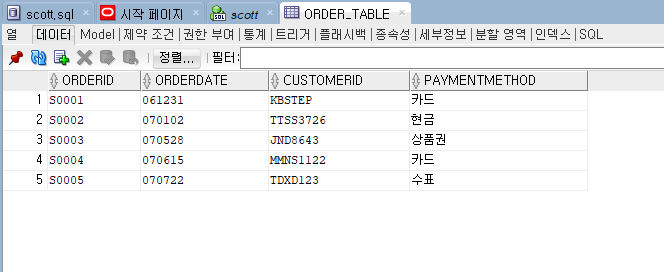 scott.sql × 시작 페이지 × scott × ORDER_TABLE ×
열 데이터 Model 제약 조건 권한 부여 통계 트리거 플래시백 종속성 세부정보 분할 영역 인덱스 SQL
정렬... 필터:
ORDERID ORDERDATE CUSTOMERID PAYMENTMETHOD
1 S0001 061231 KBSTEP 카드
2 S0002 070102 TTSS3726 현금
3 S0003 070528 JND8643 상품권
4 S0004 070615 MMNS1122 카드
5 S0005 070722 TDXD123 수표